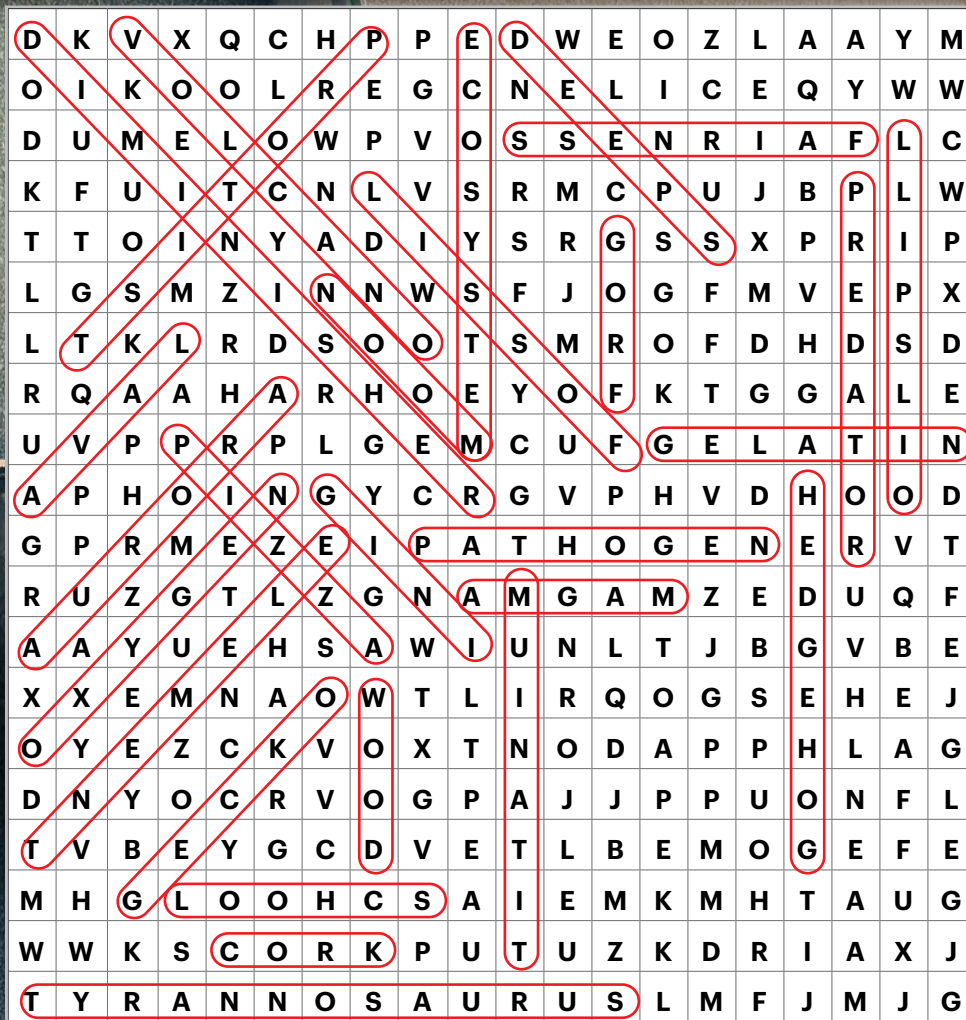 D K V X Q C H P P E D W E O Z L A A Y M
O I K O O L R E G C N E L I C E Q Y W W
D U M E L O W P V O S S E N R I A F L C
K F U I T C N L V S R M C P U J B P L W
T T O I N Y A D I Y S R G S S X P R I P
L G S M Z I N N W S F J O G F M V E P X
L T K L R D S O O T S M R O F D H D S D
R Q A A H A R H O E Y O F K T G G A L E
U V P P R P L G E M C U F G E L A T I N
A P H O I N G Y C R G V P H V D H O O D
G P R M E Z E I P A T H O G E N E R V T
R U Z G T L Z G N A M G A M Z E D U Q F
A A Y U E H S A W I U N L T J B G V B E
X X E M N A O W T L I R Q O G S E H E J
O Y E Z C K V O X T N O D A P P H L A G
D N Y O C R V O G P A J J P P U O N F L
T V B E Y G C D V E T L B E M O G E F E
M H G L O O H C S A I E M K M H T A U G
W W K S C O R K P U T U Z K D R I A X J
T Y R A N N O S A U R U S L M F J M J G